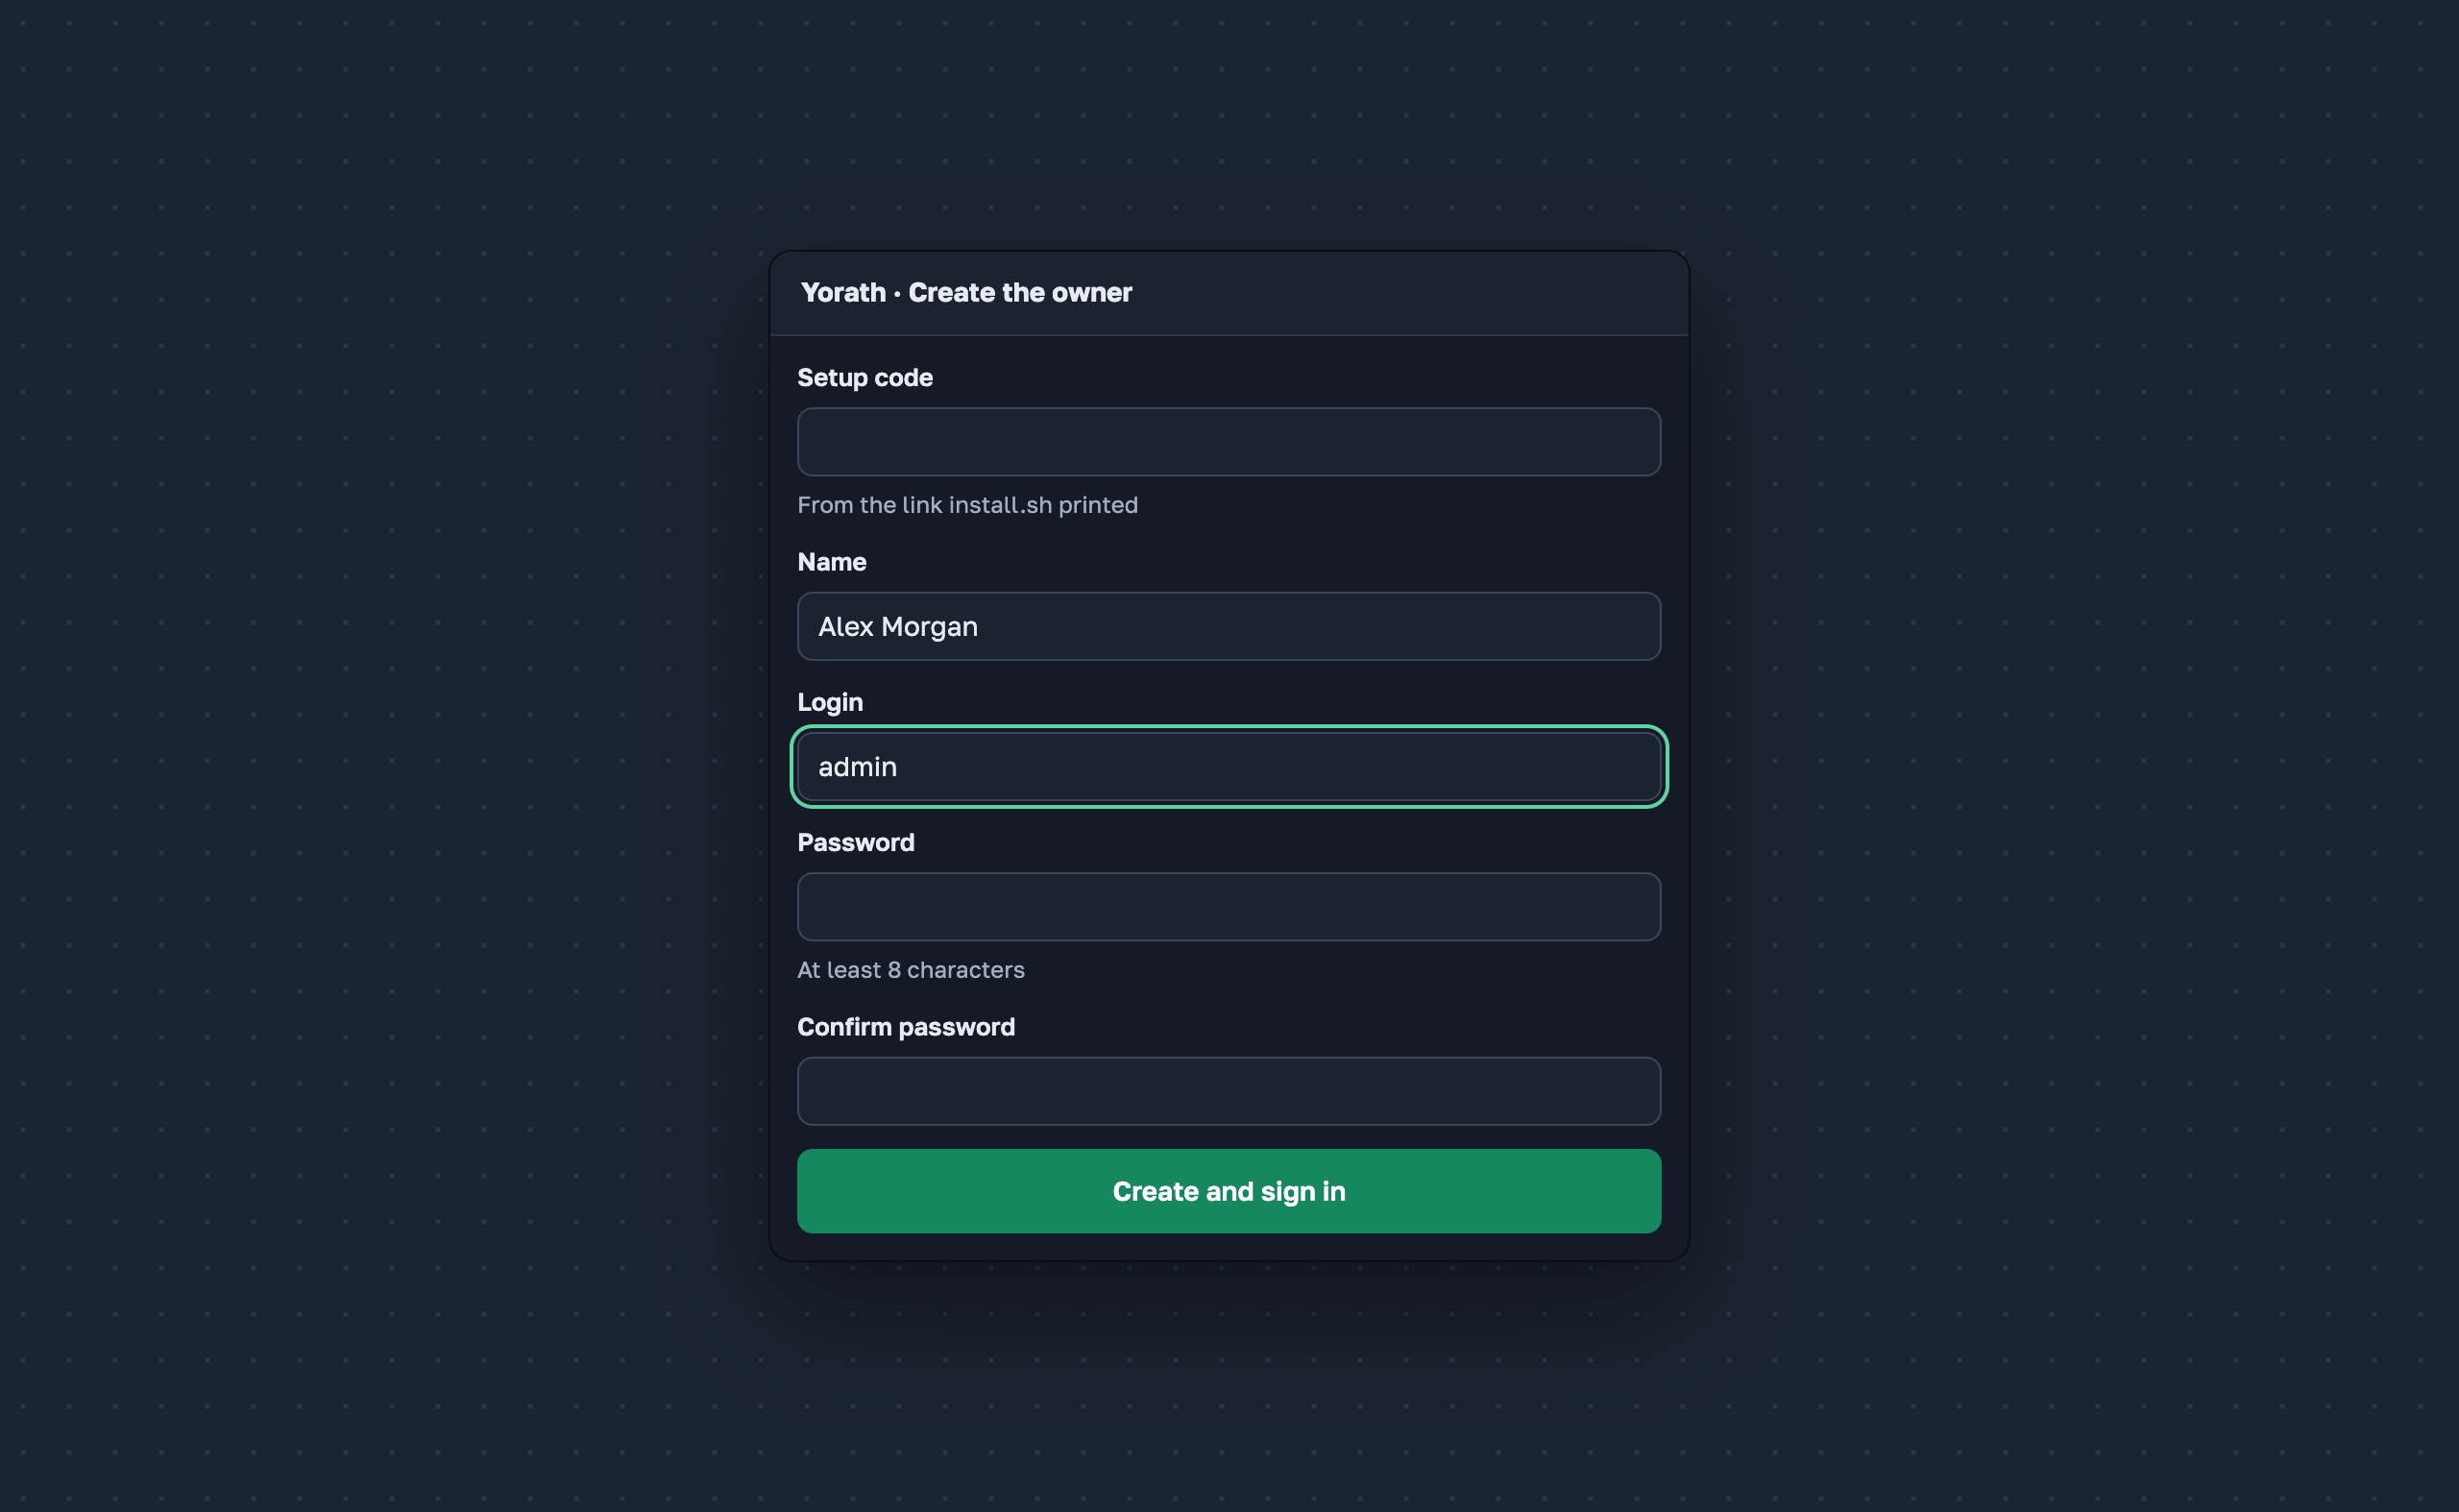 Yorath · Create the owner
Setup code
From the link install.sh printed
Name
Alex Morgan
Login
admin
Password
At least 8 characters
Confirm password
Create and sign in